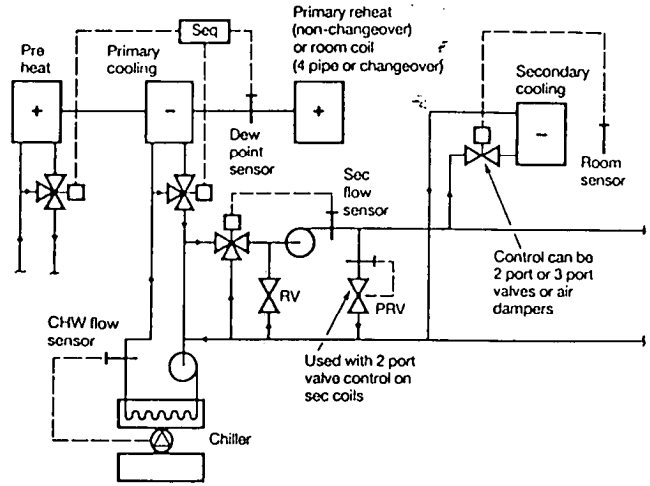 Pre
heat
Primary
cooling
Seq
Primary reheat
(non-changeover)
or room coil
(4 pipe or changeover)
Secondary
cooling
+
-
+
-
Dew
point
sensor
Room
sensor
Sec
flow
sensor
Control can be
2 port or 3 port
valves or air
dampers
RV
PRV
CHW flow
sensor
Used with 2 port
valve control on
sec coils
Chiller